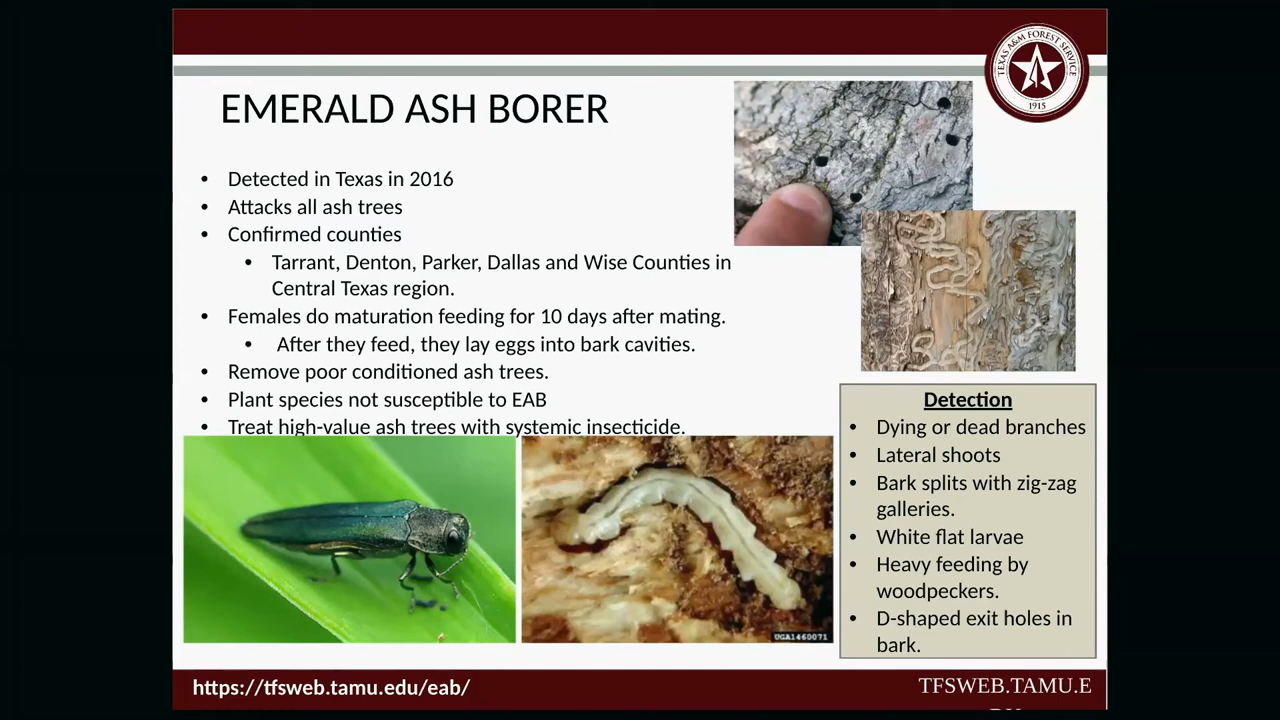 TEXAS A&M FOREST SERVICE
1915
EMERALD ASH BORER
• Detected in Texas in 2016
• Attacks all ash trees
• Confirmed counties
• Tarrant, Denton, Parker, Dallas and Wise Counties in
Central Texas region.
• Females do maturation feeding for 10 days after mating.
• After they feed, they lay eggs into bark cavities.
• Remove poor conditioned ash trees.
• Plant species not susceptible to EAB
• Treat high-value ash trees with systemic insecticide.
UGA1460071
Detection
• Dying or dead branches
• Lateral shoots
• Bark splits with zig-zag
galleries.
• White flat larvae
• Heavy feeding by
woodpeckers.
• D-shaped exit holes in
bark.
https://tfsweb.tamu.edu/eab/
TFSWEB.TAMU.E